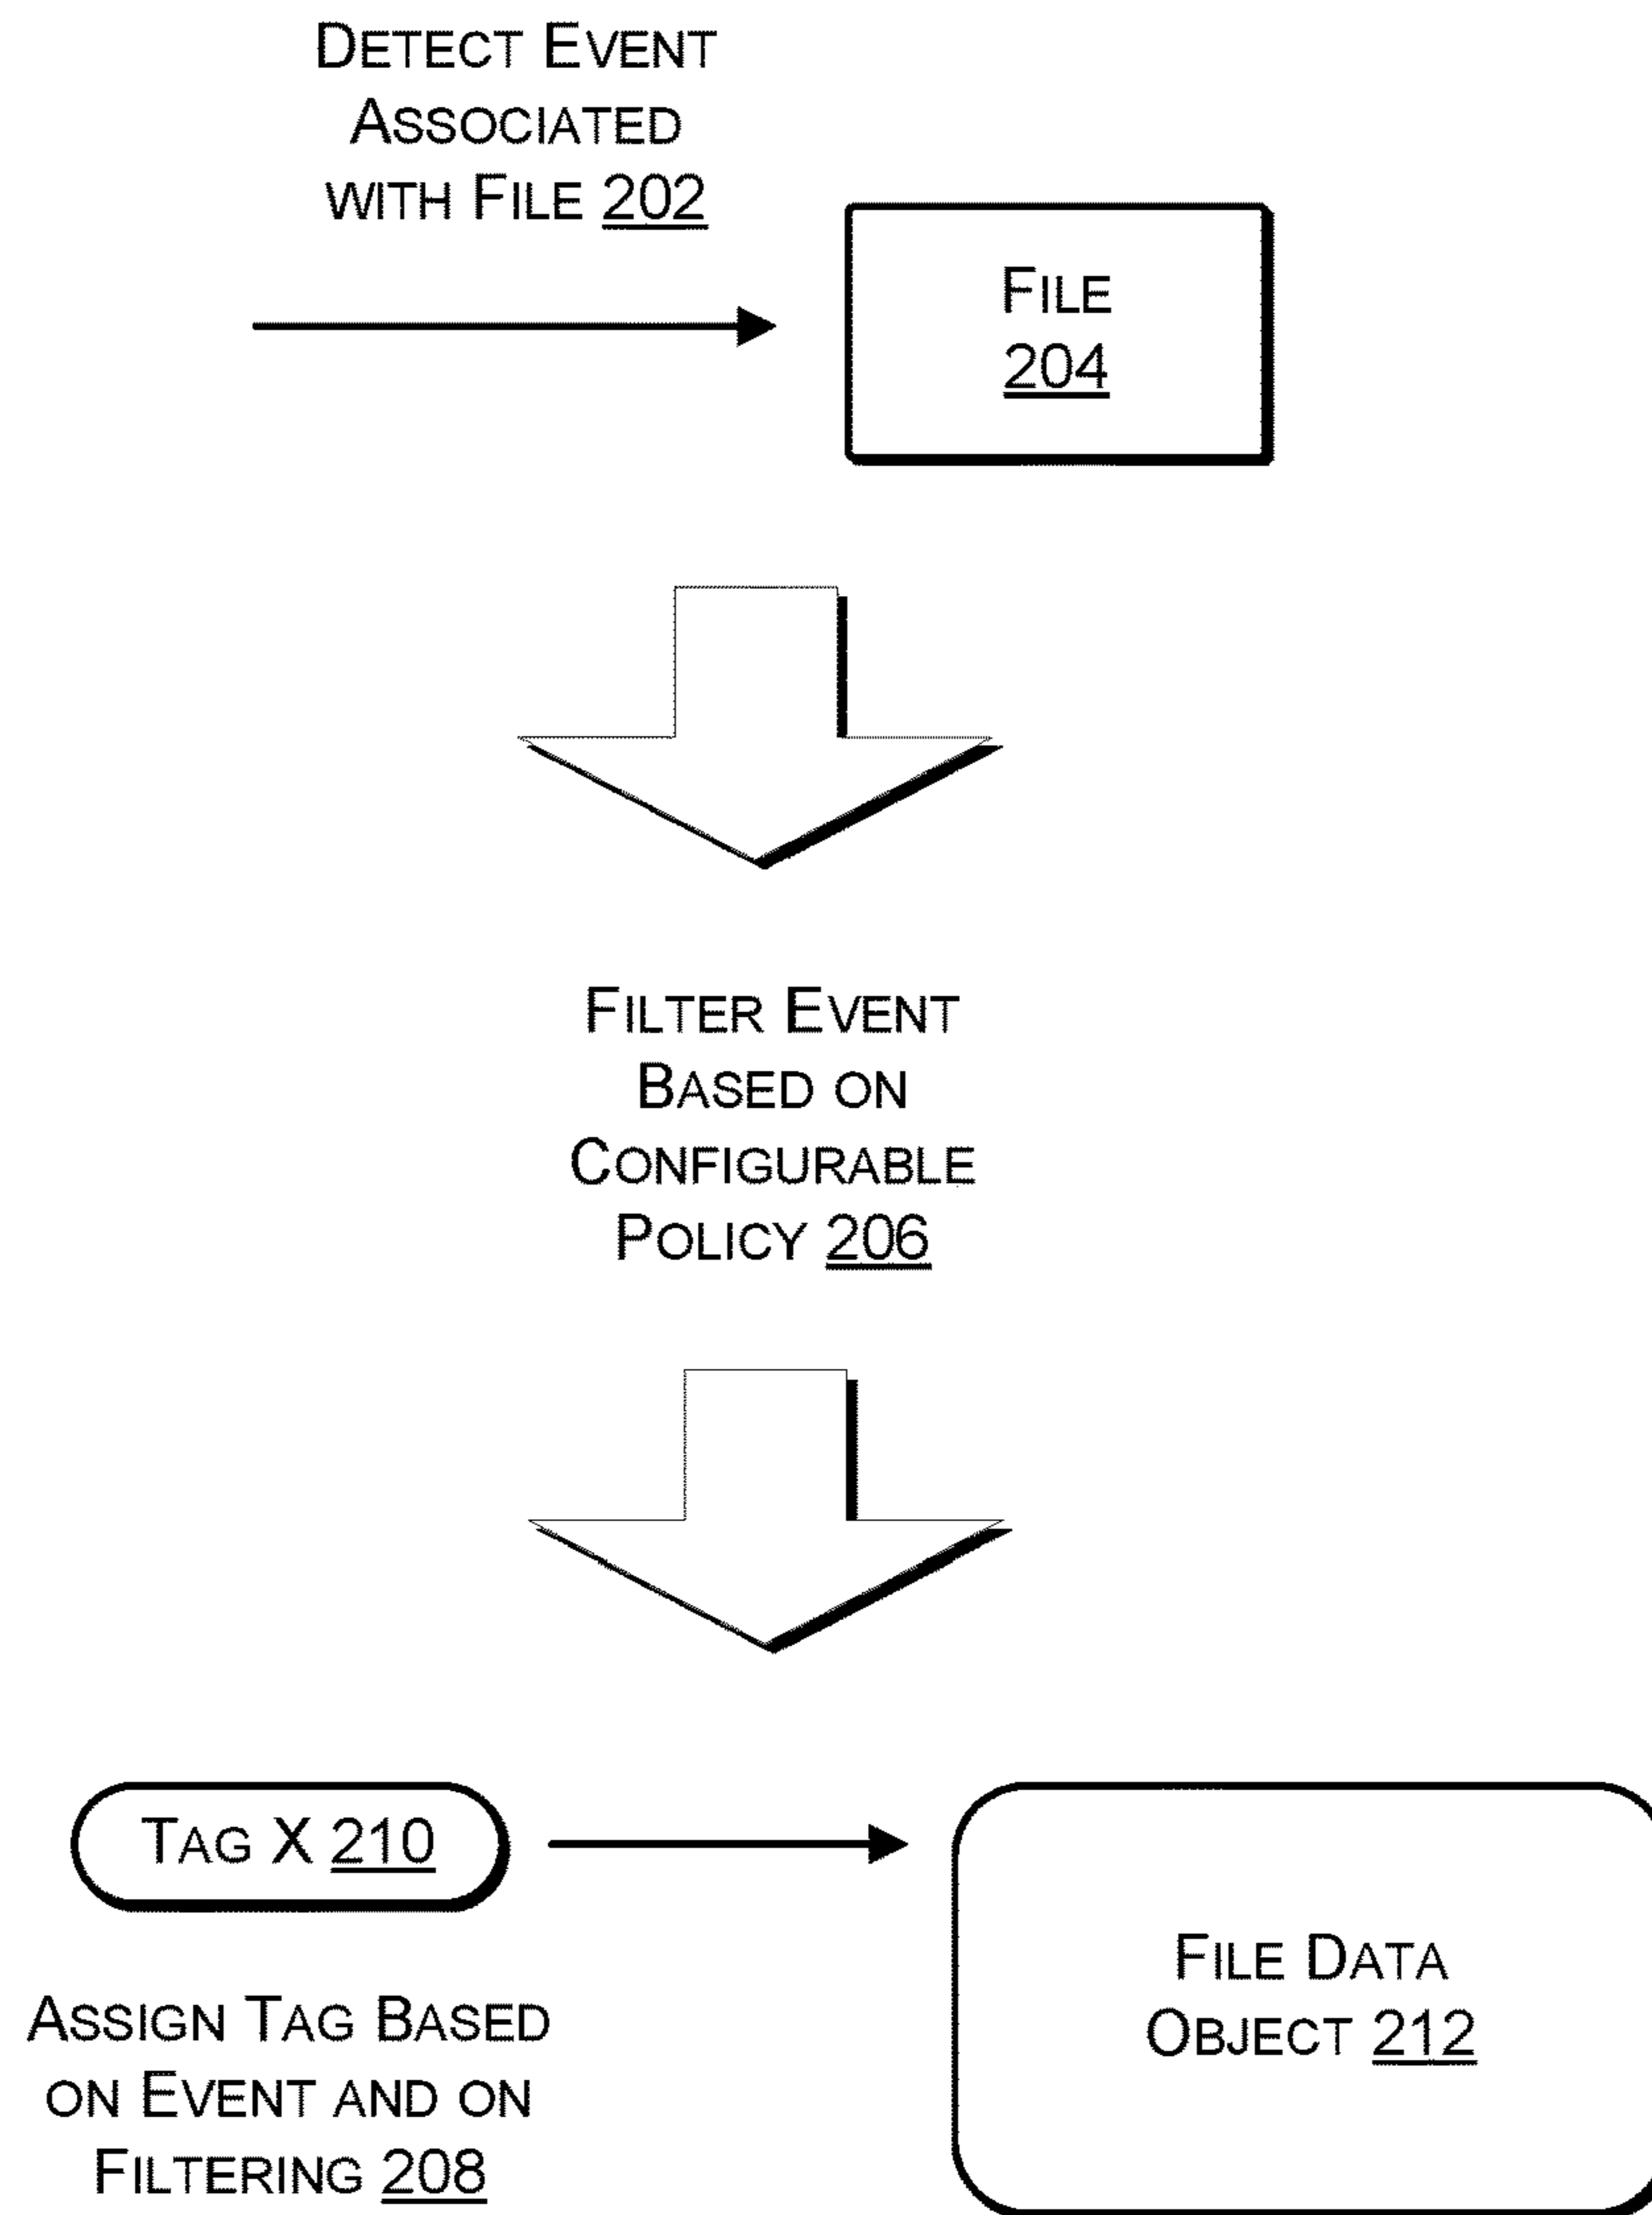 DETECT EVENT
ASSOCIATED
WITH FILE 202
FILE
204
FILTER EVENT
BASED ON
CONFIGURABLE
POLICY 206
TAG X 210
ASSIGN TAG BASED
ON EVENT AND ON
FILTERING 208
FILE DATA
OBJECT 212